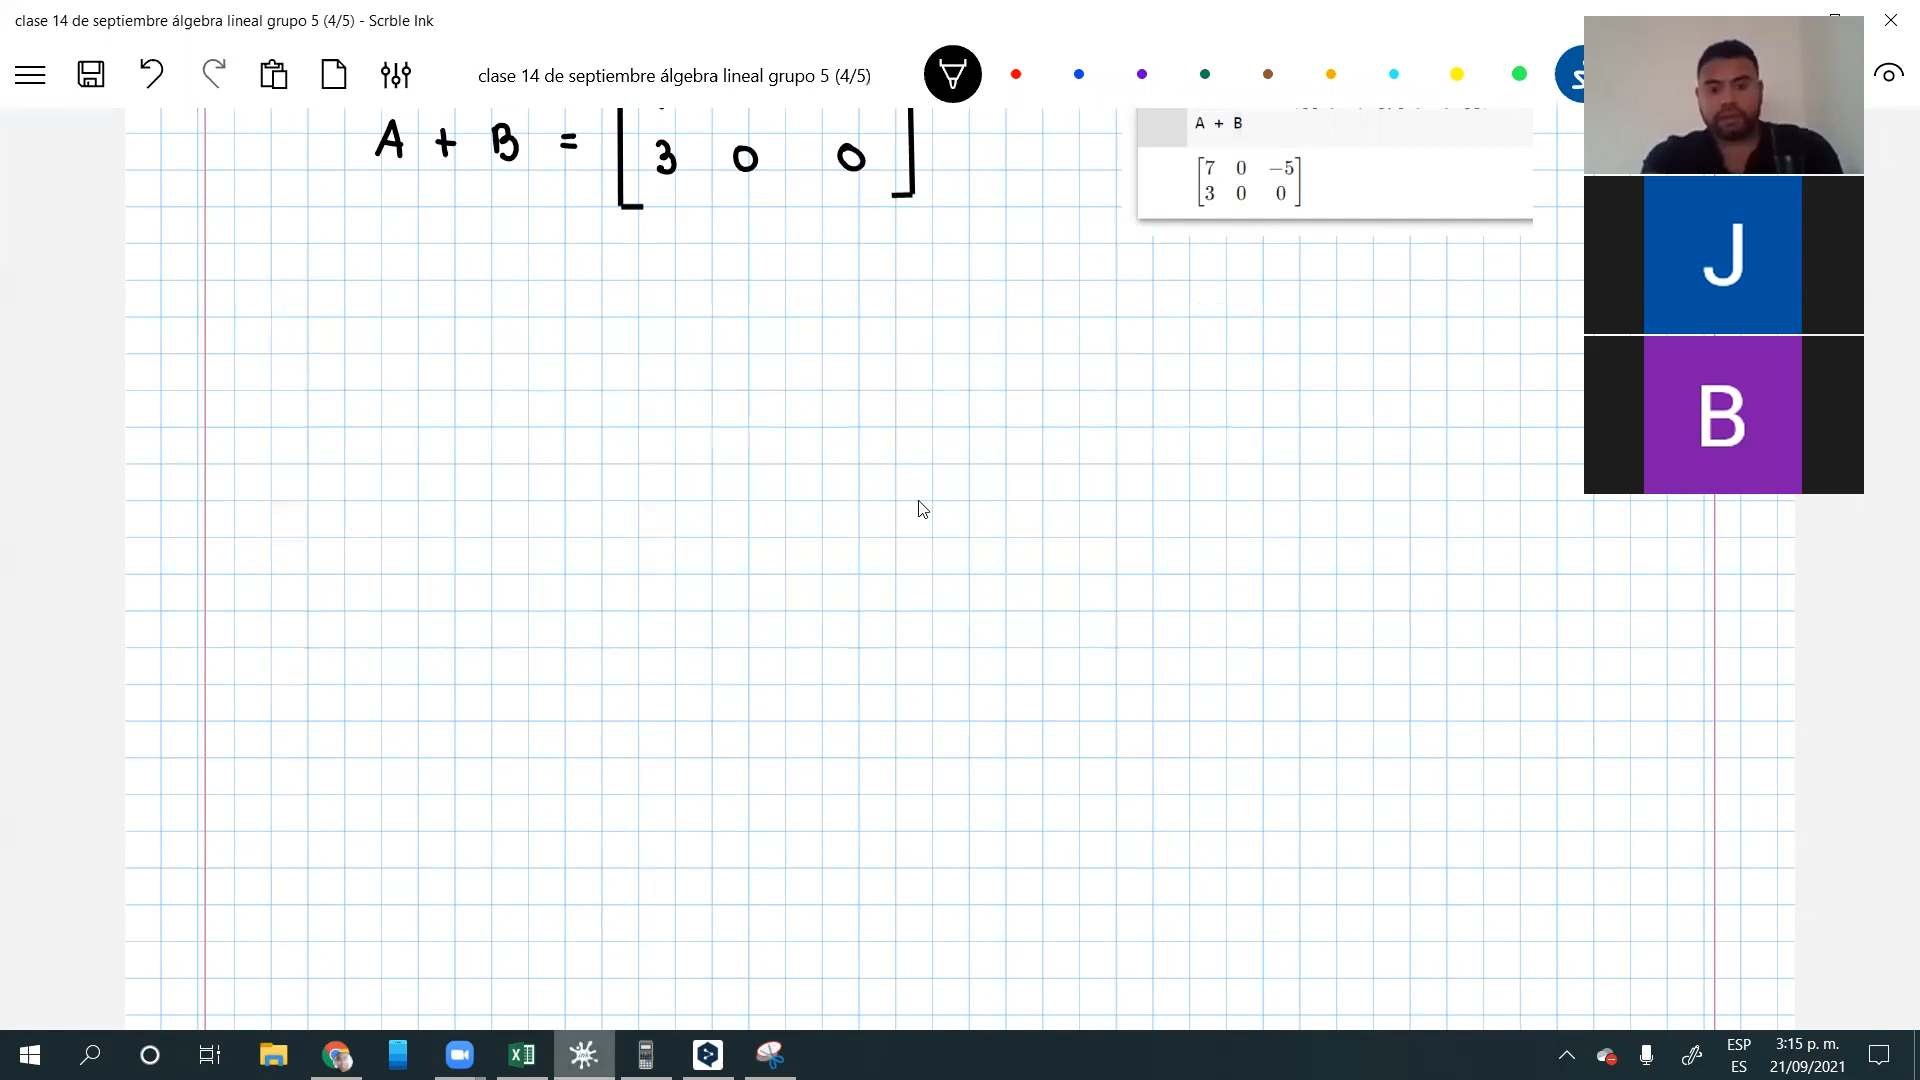 clase 14 de septiembre álgebra lineal grupo 5 (4/5) - Scrble Ink
clase 14 de septiembre álgebra lineal grupo 5 (4/5)
A + B =
3 0 0
A + B
7 0 −5
3 0 0
J
B
ESP
ES
3:15 p. m.
21/09/2021